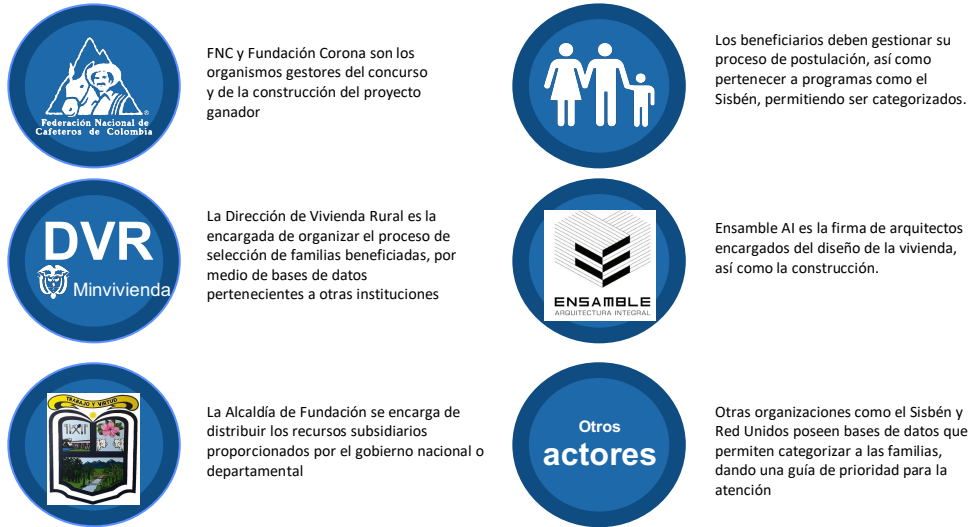 Federación Nacional de
Cafeteros de Colombia
®
FNC y Fundación Corona son los
organismos gestores del concurso
y de la construcción del proyecto
ganador
Los beneficiarios deben gestionar su
proceso de postulación, así como
pertenecer a programas como el
Sisbén, permitiendo ser categorizados.
DVR
Minvivienda
La Dirección de Vivienda Rural es la
encargada de organizar el proceso de
selección de familias beneficiadas, por
medio de bases de datos
pertenecientes a otras instituciones
ENSAMBLE
ARQUITECTURA INTEGRAL
Ensamble AI es la firma de arquitectos
encargados del diseño de la vivienda,
así como la construcción.
TRABAJO Y VIRTUD
La Alcaldía de Fundación se encarga de
distribuir los recursos subsidiarios
proporcionados por el gobierno nacional o
departamental
Otros
actores
Otras organizaciones como el Sisbén y
Red Unidos poseen bases de datos que
permiten categorizar a las familias,
dando una guía de prioridad para la
atención